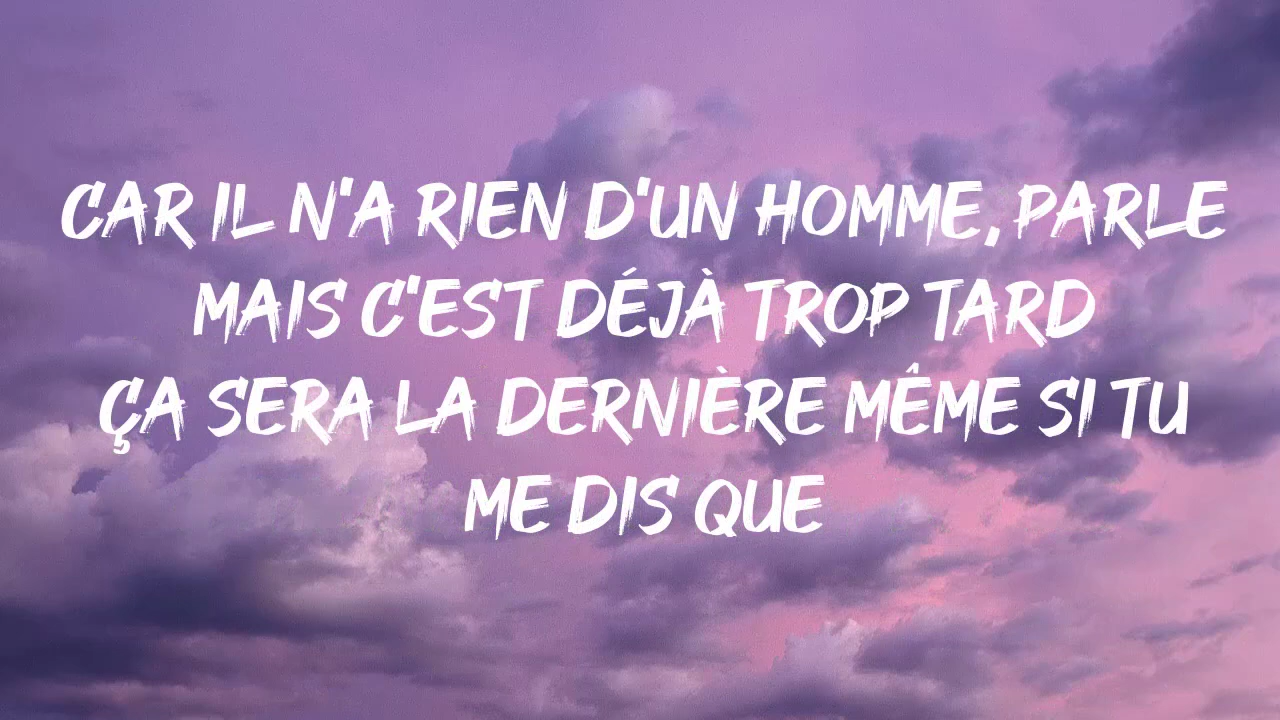 CAR IL N'A RIEN D'UN HOMME, PARLE
MAIS C'EST DÉJÀ TROP TARD
ÇA SERA LA DERNIÈRE MÊME SI TU
ME DIS QUE